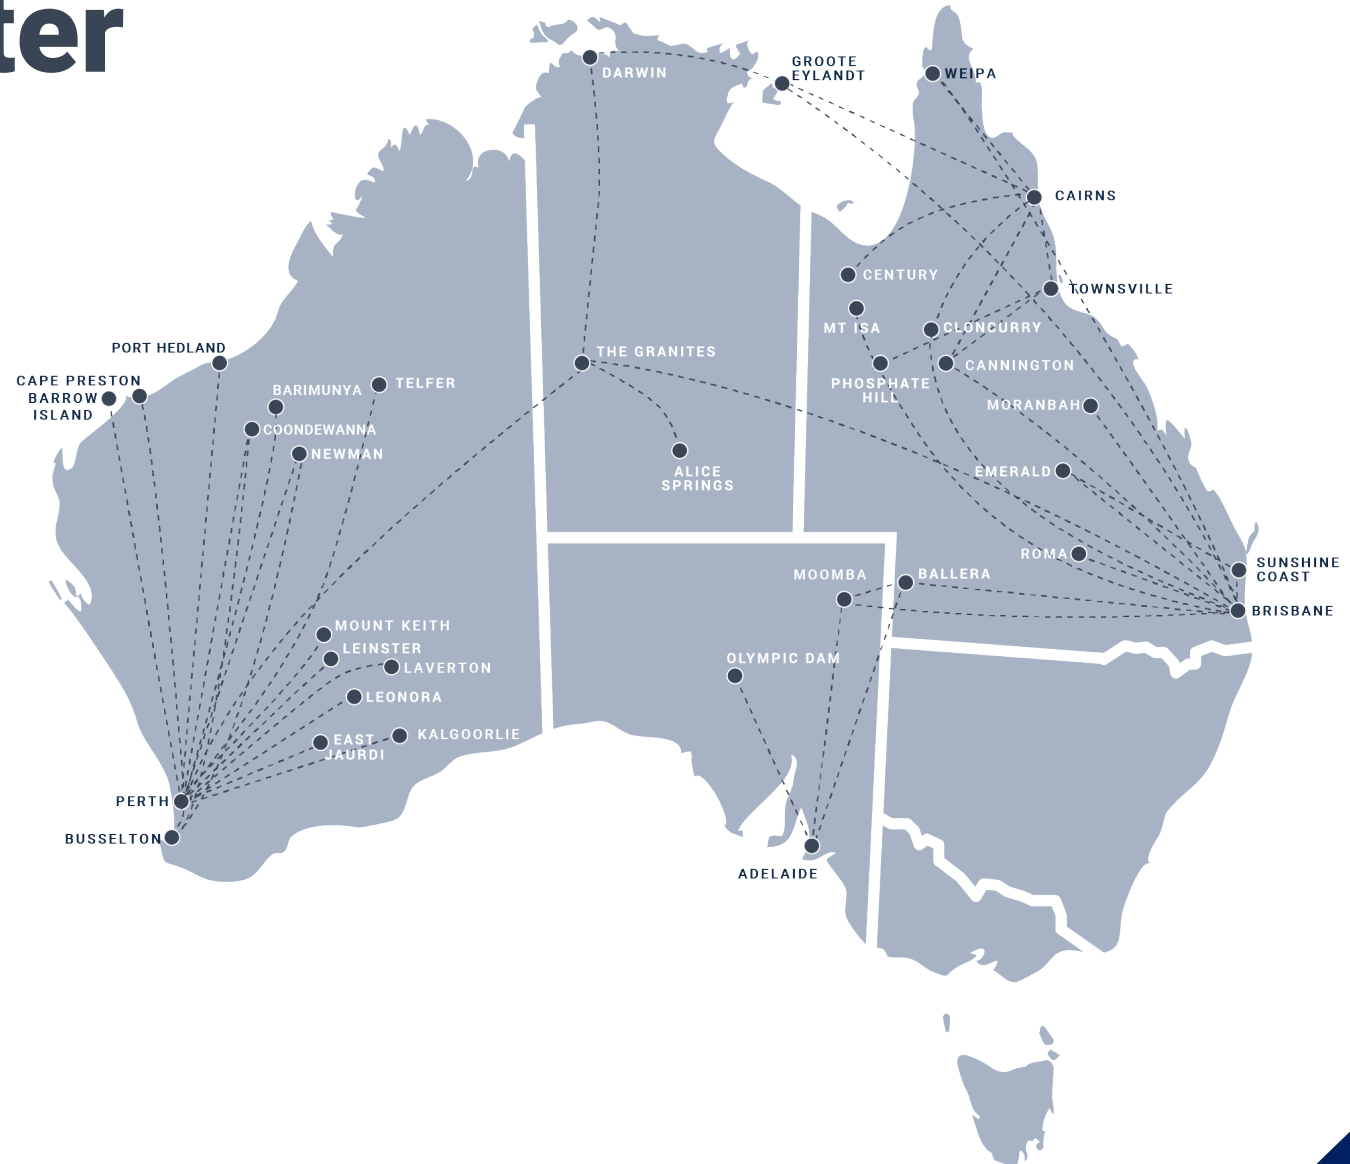 ter
DARWIN
GROOTE
EYLANDT
WEIPA
CAIRNS
CENTURY
TOWNSVILLE
MT ISA
CLONCURRY
PORT HEDLAND
THE GRANITES
CANNINGTON
CAPE PRESTON
BARROW
ISLAND
BARIMUNYA
TELFER
PHOSPHATE
HILL
MORANBAH
COONDEWANNA
NEWMAN
ALICE
SPRINGS
EMERALD
ROMA
SUNSHINE
COAST
MOOMBA
BALLERA
BRISBANE
MOUNT KEITH
LEINSTER
LAVERTON
OLYMPIC DAM
LEONORA
EAST
JAURDI
KALGOORLIE
PERTH
BUSSELTON
ADELAIDE